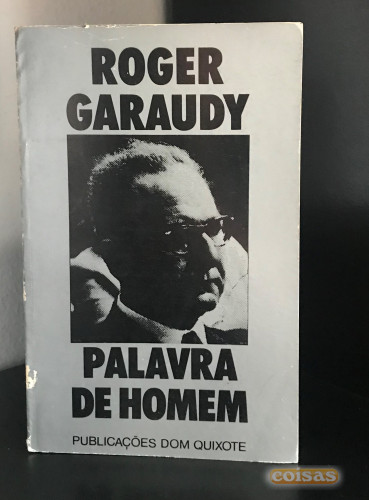 ROGER
GARAUDY
PALAVRA
DE HOMEM
PUBLICAÇÕES DOM QUIXOTE
coisas